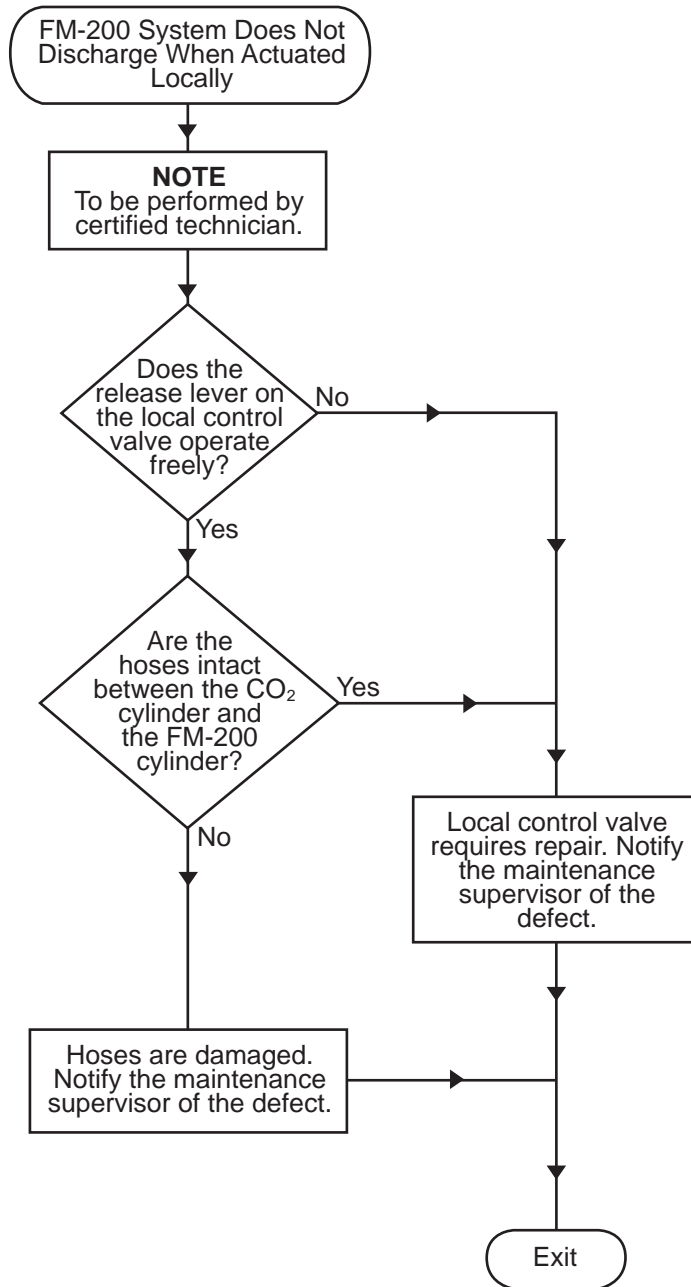 FM-200 System Does Not
Discharge When Actuated
Locally
NOTE
To be performed by
certified technician.
Does the
release lever on
the local control
valve operate
freely?
No
Yes
Are the
hoses intact
between the CO₂
cylinder and
the FM-200
cylinder?
Yes
No
Local control valve
requires repair. Notify
the maintenance
supervisor of the
defect.
Hoses are damaged.
Notify the maintenance
supervisor of the defect.
Exit